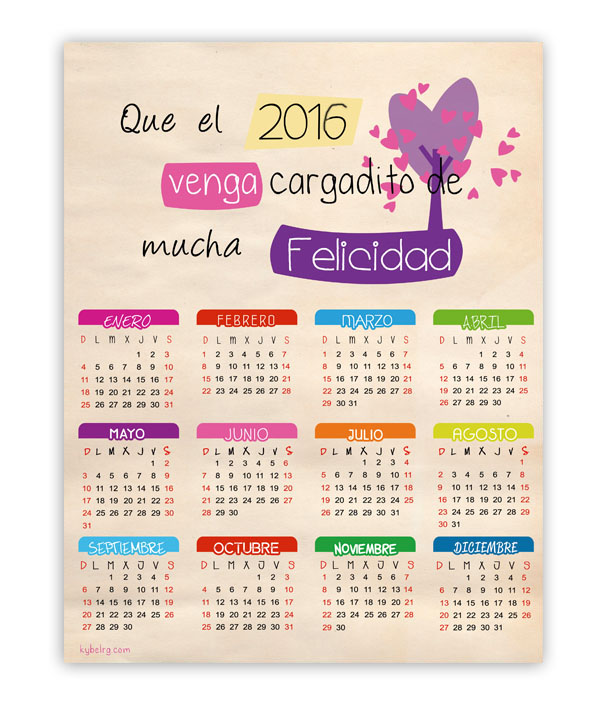 Que el 2016
venga cargadito de
mucha Felicidad
ENERO
D L M X J V S
1 2 3
4 5 6 7 8 9 10
11 12 13 14 15 16 17
18 19 20 21 22 23 24
25 26 27 28 29 30 31
FEBRERO
D L M X J V S
1 2 3 4 5 6 7
8 9 10 11 12 13 14
15 16 17 18 19 20 21
22 23 24 25 26 27 28
MARZO
D L M X J V S
1 2 3 4 5 6 7
8 9 10 11 12 13 14
15 16 17 18 19 20 21
22 23 24 25 26 27 28
29 30 31
ABRIL
D L M X J V S
1 2 3 4
5 6 7 8 9 10 11
12 13 14 15 16 17 18
19 20 21 22 23 24 25
26 27 28 29 30
MAYO
D L M X J V S
1 2
3 4 5 6 7 8 9
10 11 12 13 14 15 16
17 18 19 20 21 22 23
24 25 26 27 28 29 30
31
JUNIO
D L M X J V S
1 2 3 4 5 6
7 8 9 10 11 12 13
14 15 16 17 18 19 20
21 22 23 24 25 26 27
28 29 30
JULIO
D L M X J V S
1 2 3 4
5 6 7 8 9 10 11
12 13 14 15 16 17 18
19 20 21 22 23 24 25
26 27 28 29 30 31
AGOSTO
D L M X J V S
1
2 3 4 5 6 7 8
9 10 11 12 13 14 15
16 17 18 19 20 21 22
23 24 25 26 27 28 29
30 31
SEPTIEMBRE
D L M X J V S
1 2 3 4 5
6 7 8 9 10 11 12
13 14 15 16 17 18 19
20 21 22 23 24 25 26
27 28 29 30
OCTUBRE
D L M X J V S
1 2 3
4 5 6 7 8 9 10
11 12 13 14 15 16 17
18 19 20 21 22 23 24
25 26 27 28 29 30 31
NOVIEMBRE
D L M X J V S
1 2 3 4 5 6 7
8 9 10 11 12 13 14
15 16 17 18 19 20 21
22 23 24 25 26 27 28
29 30
DICIEMBRE
D L M X J V S
1 2 3 4 5
6 7 8 9 10 11 12
13 14 15 16 17 18 19
20 21 22 23 24 25 26
27 28 29 30 31
kybelrg.com